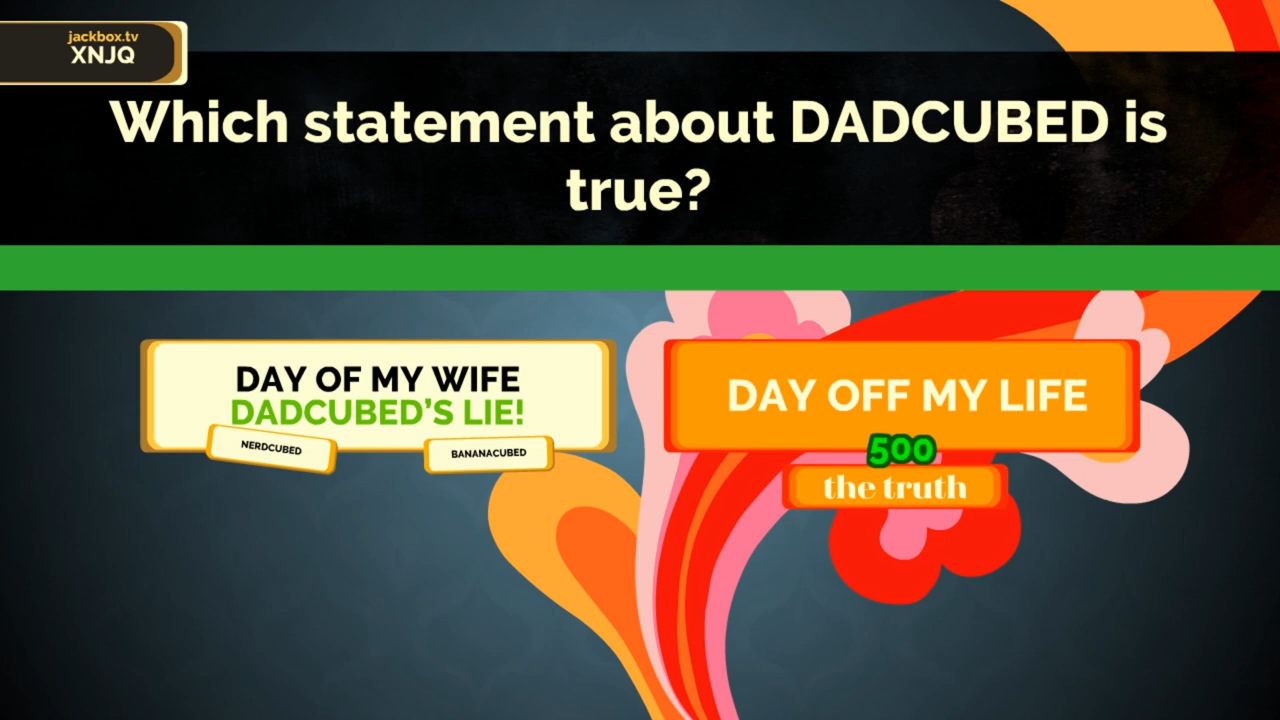 jackbox.tv
XNJQ
Which statement about DADCUBED is
true?
DAY OF MY WIFE
DADCUBED'S LIE!
NERDCUBED
BANANACUBED
DAY OFF MY LIFE
500
the truth